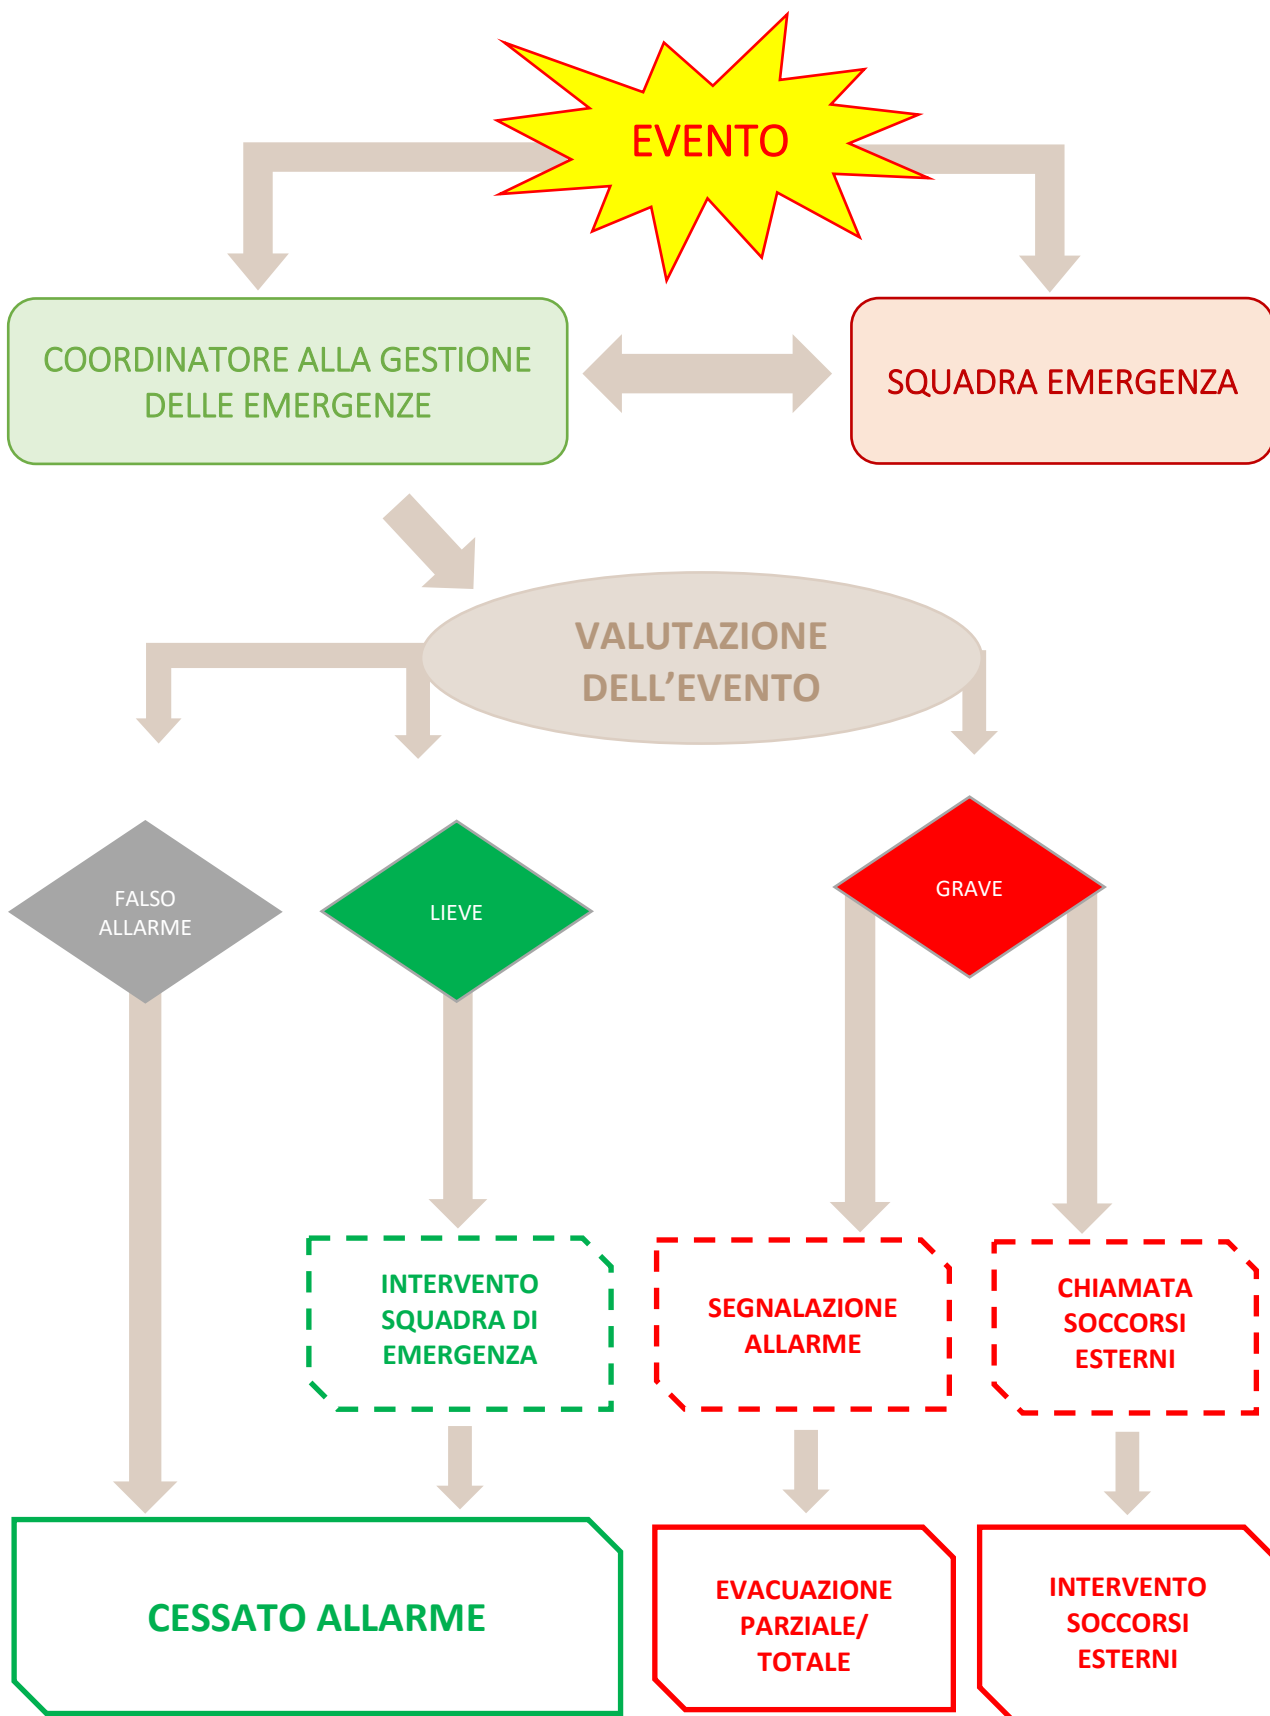 EVENTO
COORDINATORE ALLA GESTIONE
DELLE EMERGENZE
SQUADRA EMERGENZA
VALUTAZIONE
DELL'EVENTO
FALSO
ALLARME
LIEVE
GRAVE
INTERVENTO
SQUADRA DI
EMERGENZA
SEGNALAZIONE
ALLARME
CHIAMATA
SOCCORSI
ESTERNI
CESSATO ALLARME
EVACUAZIONE
PARZIALE/
TOTALE
INTERVENTO
SOCCORSI
ESTERNI